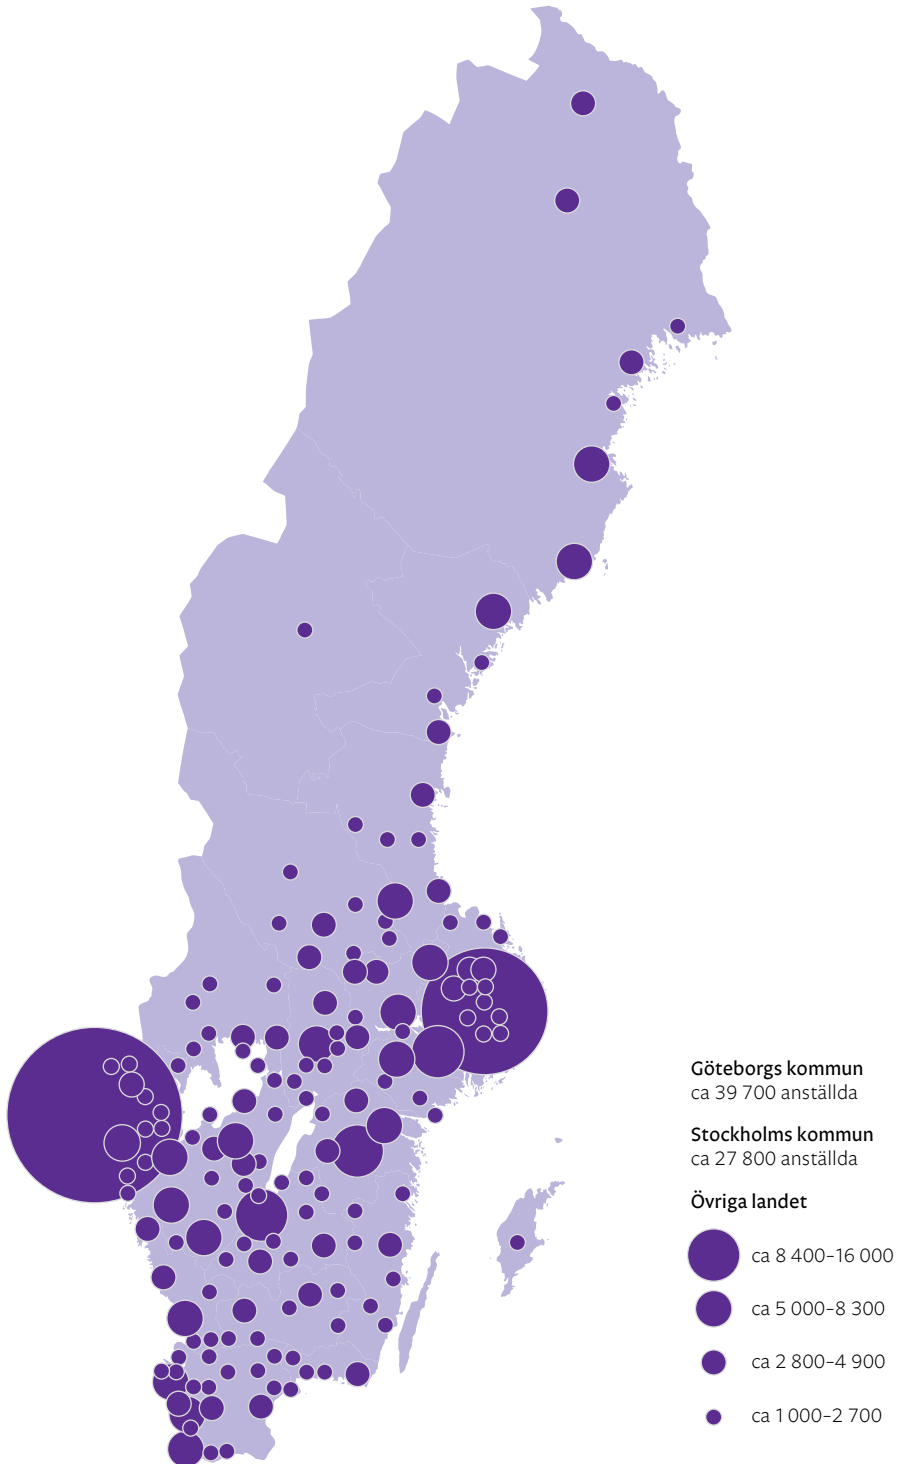 Göteborgs kommun
ca 39 700 anställda
Stockholms kommun
ca 27 800 anställda
Övriga landet
ca 8 400–16 000
ca 5 000–8 300
ca 2 800–4 900
ca 1 000–2 700